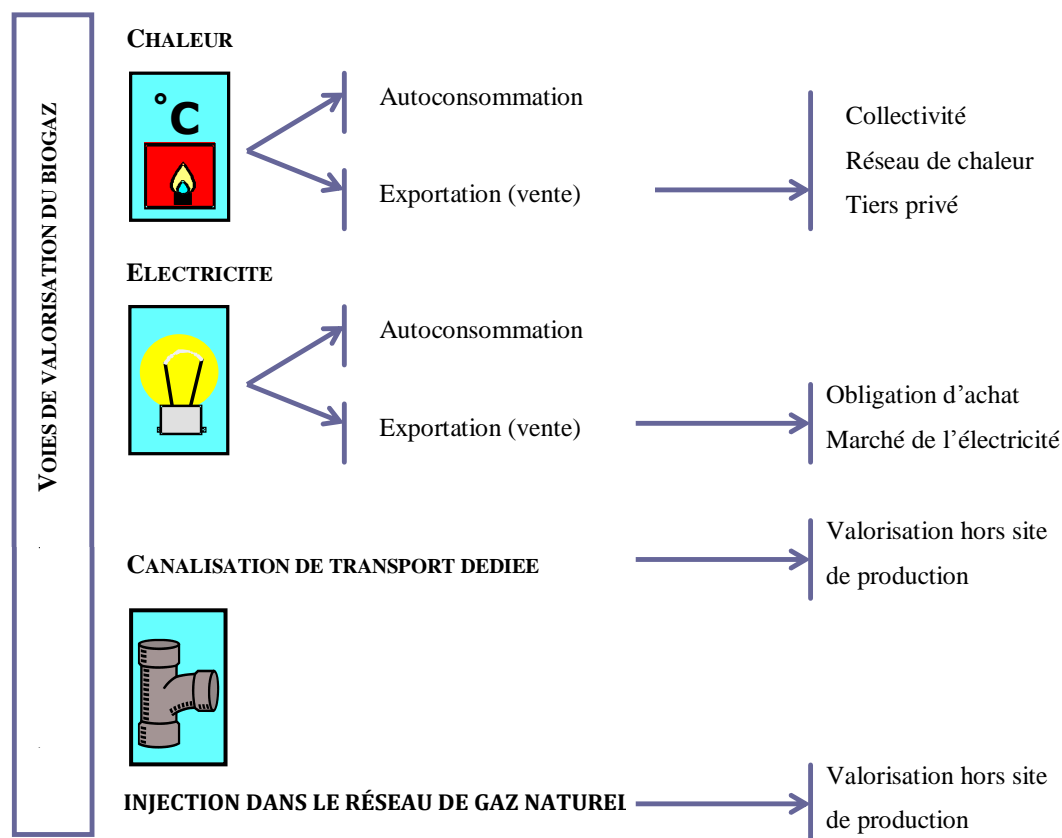 VOIES DE VALORISATION DU BIOGAZ
CHALEUR
°C
Autoconsommation
Exportation (vente)
Collectivité
Réseau de chaleur
Tiers privé
ELECTRICITE
Autoconsommation
Exportation (vente)
Obligation d’achat
Marché de l’électricité
CANALISATION DE TRANSPORT DEDIEE
Valorisation hors site
de production
INJECTION DANS LE RÉSEAU DE GAZ NATUREL
Valorisation hors site
de production